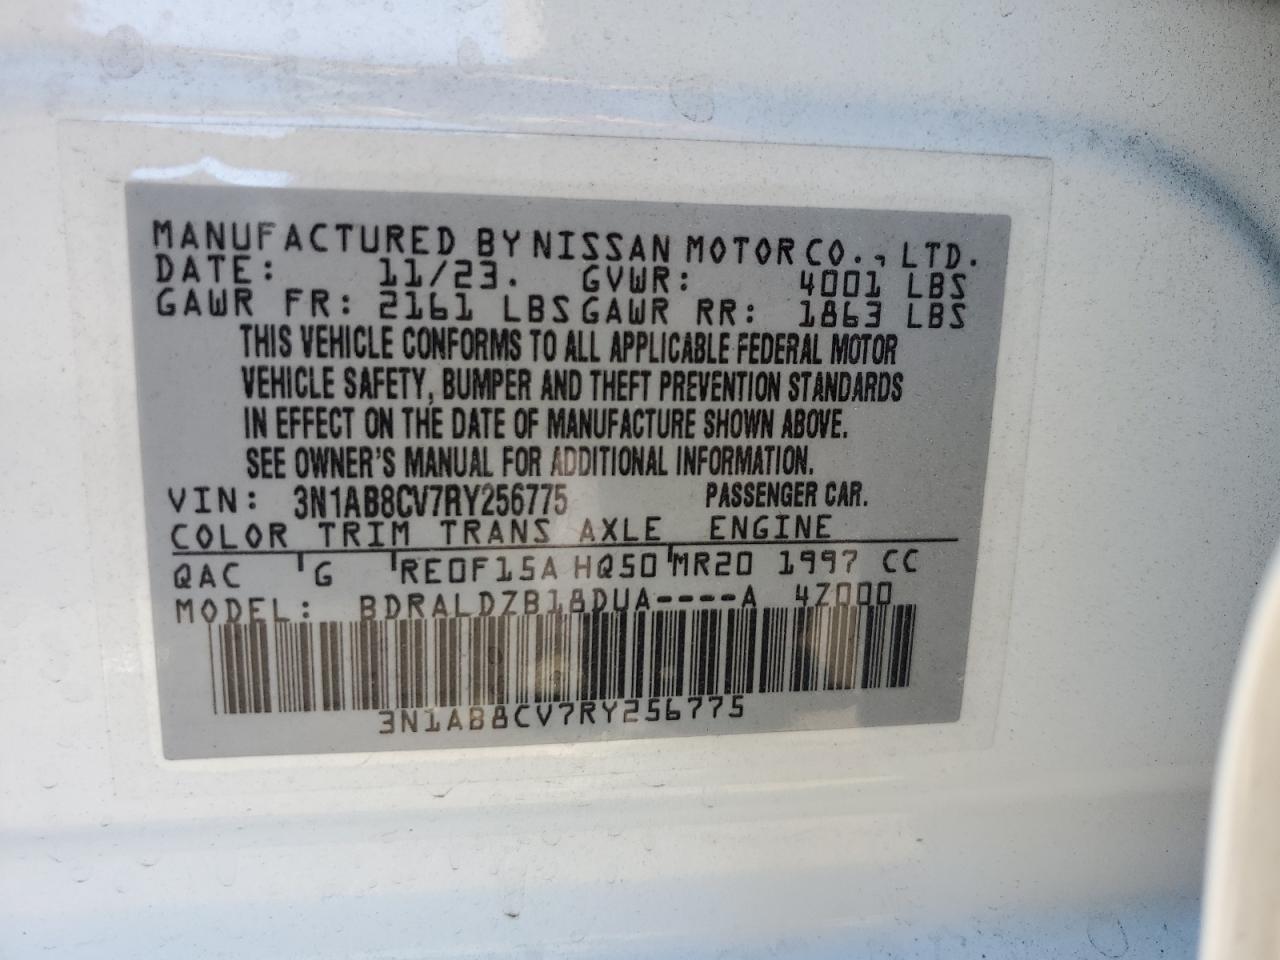 MANUFACTURED BY NISSAN MOTOR CO., LTD.
DATE: 11/23. GVWR: 4001 LBS
GAWR FR: 2161 LBS GAWR RR: 1863 LBS
THIS VEHICLE CONFORMS TO ALL APPLICABLE FEDERAL MOTOR
VEHICLE SAFETY, BUMPER AND THEFT PREVENTION STANDARDS
IN EFFECT ON THE DATE OF MANUFACTURE SHOWN ABOVE.
SEE OWNER'S MANUAL FOR ADDITIONAL INFORMATION.
VIN: 3N1AB8CV7RY256775 PASSENGER CAR.
COLOR TRIM TRANS AXLE ENGINE
QAC G RE0F15A HQ50 MR20 1997 CC
MODEL: BDRALDZB18DUA----A 4Z000
3N1AB8CV7RY256775